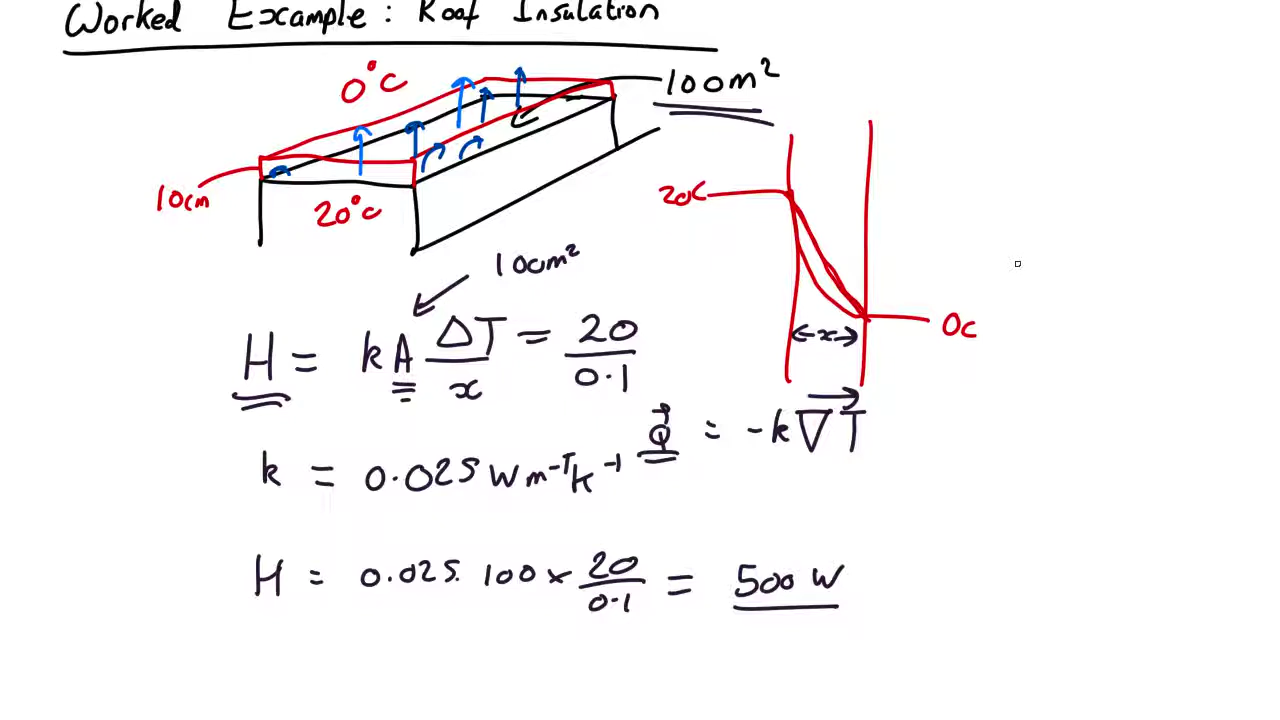 Worked Example: Roof Insulation
0°C
100m²
10cm
20°C
20C
0C
←x→
100m²
H = kA ΔT/x = 20/0.1
Q⃗ = -k∇⃗T
k = 0.025 Wm⁻¹K⁻¹
H = 0.025. 100 × 20/0.1 = 500 W